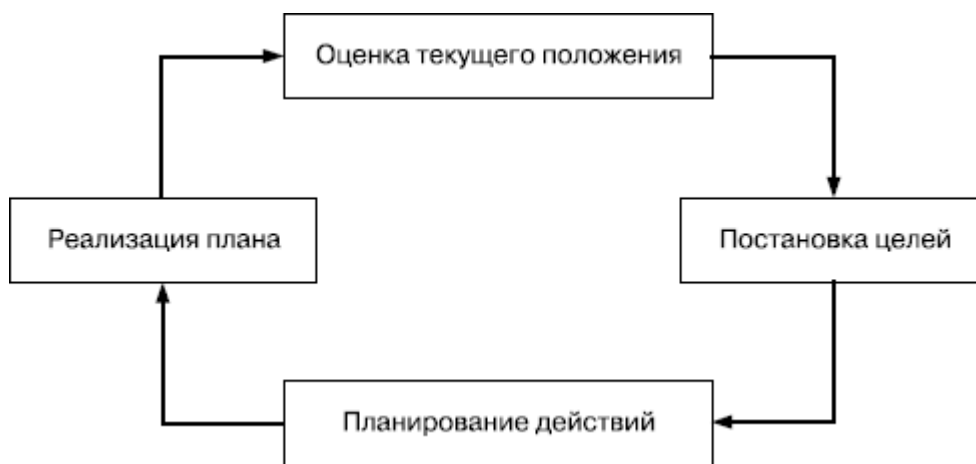 Оценка текущего положения
Реализация плана
Постановка целей
Планирование действий